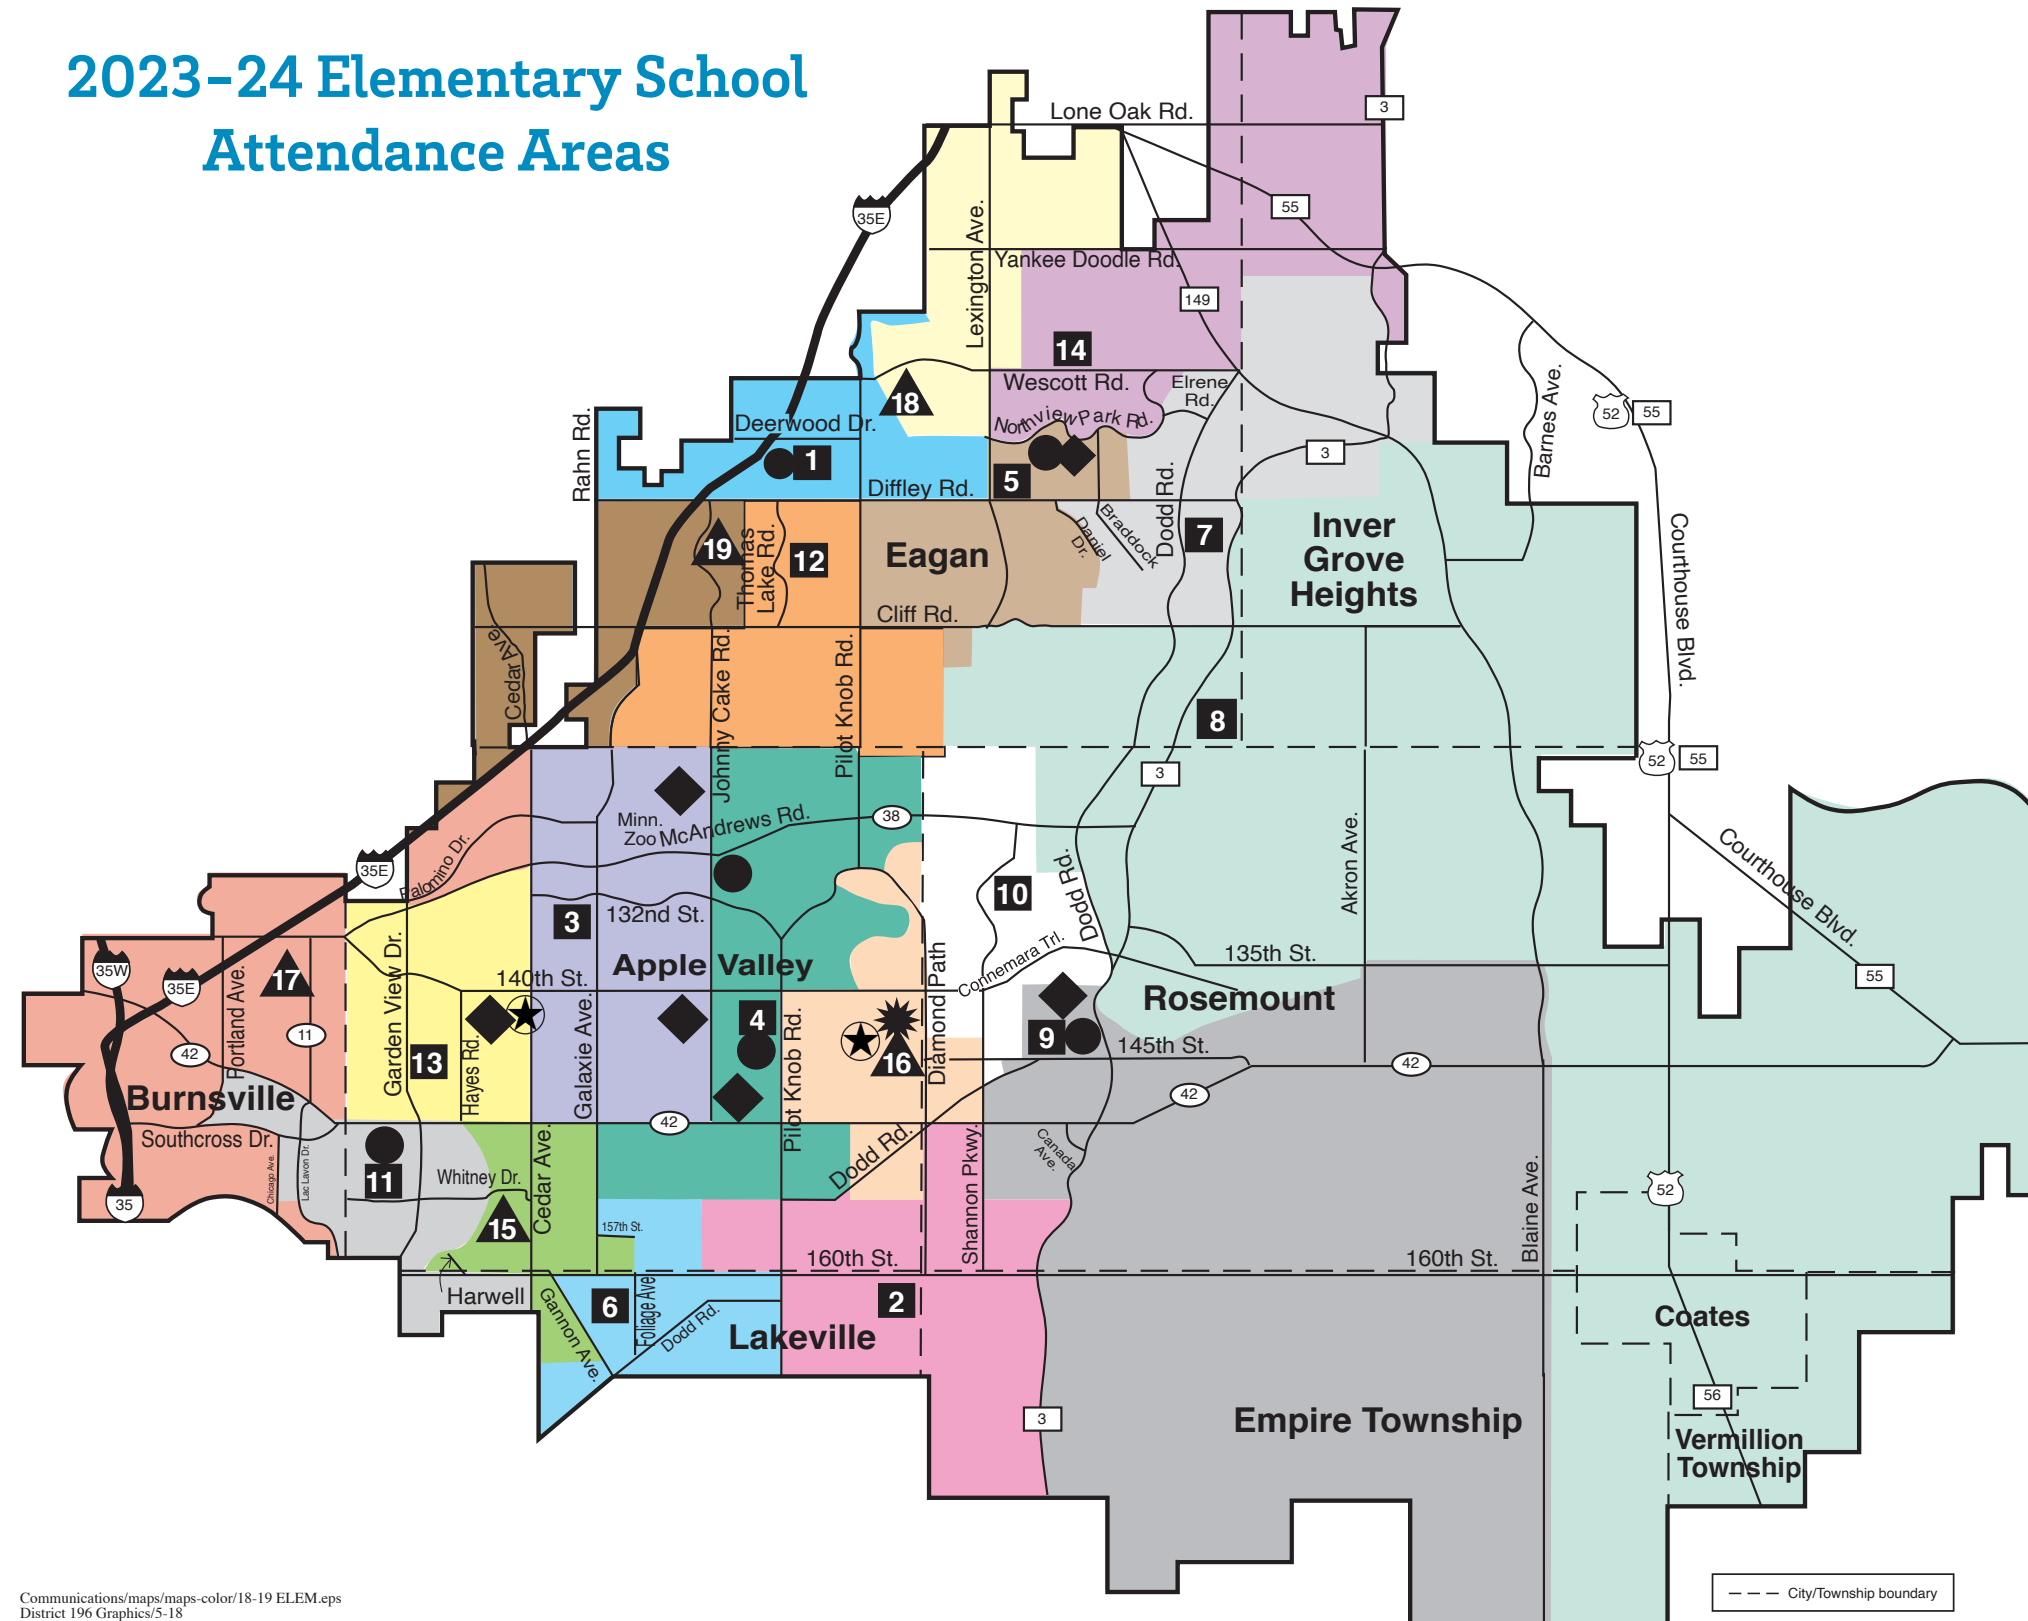 2023–24 Elementary School
Attendance Areas
Lone Oak Rd.
3
35E
55
Lexington Ave.
Yankee Doodle Rd.
149
14
Wescott Rd.
Elrene
Rd.
18
Northview Park Rd.
Deerwood Dr.
Rahn Rd.
1
5
Diffley Rd.
3
Barnes Ave.
52
55
Dodd Rd.
Daniel
Dr.
Braddock
7
Inver
Grove
Heights
19
Thomas
Lake Rd.
12
Eagan
Cliff Rd.
Courthouse Blvd.
Cedar Ave.
Johnny Cake Rd.
Pilot Knob Rd.
8
52
55
3
Minn.
Zoo
McAndrews Rd.
38
35E
Palomino Dr.
Dodd Rd.
Akron Ave.
Courthouse Blvd.
10
3
132nd St.
Apple Valley
Diamond Path
Connemara Trl.
135th St.
55
35W
35E
Portland Ave.
17
Garden View Dr.
140th St.
Galaxie Ave.
Rosemount
11
42
13
Hayes Rd.
4
Pilot Knob Rd.
16
9
145th St.
42
42
Burnsville
42
Southcross Dr.
Chicago Ave.
Lac Lavon Dr.
11
Whitney Dr.
Cedar Ave.
Dodd Rd.
Shannon Pkwy.
Canada
Ave.
Blaine Ave.
52
35
15
157th St.
160th St.
160th St.
Harwell
Gannon Ave.
6
Foliage Ave
Dodd Rd.
2
Lakeville
Coates
56
3
Empire Township
Vermillion
Township
City/Township boundary
Communications/maps/maps-color/18-19 ELEM.eps
District 196 Graphics/5-18